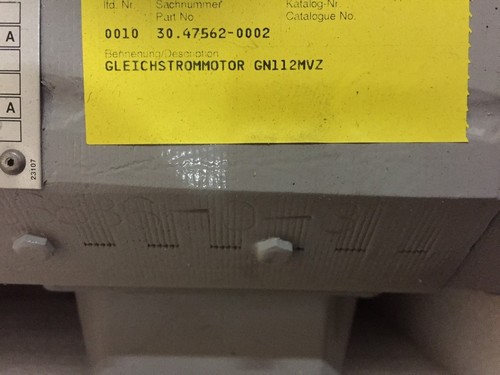 lfd. Nr Sachnummer Katalog-Nr
Part No Catalogue No.
0010 30.47562-0002
Benennung/Description
GLEICHSTROMMOTOR GN112MVZ
A
A
23107